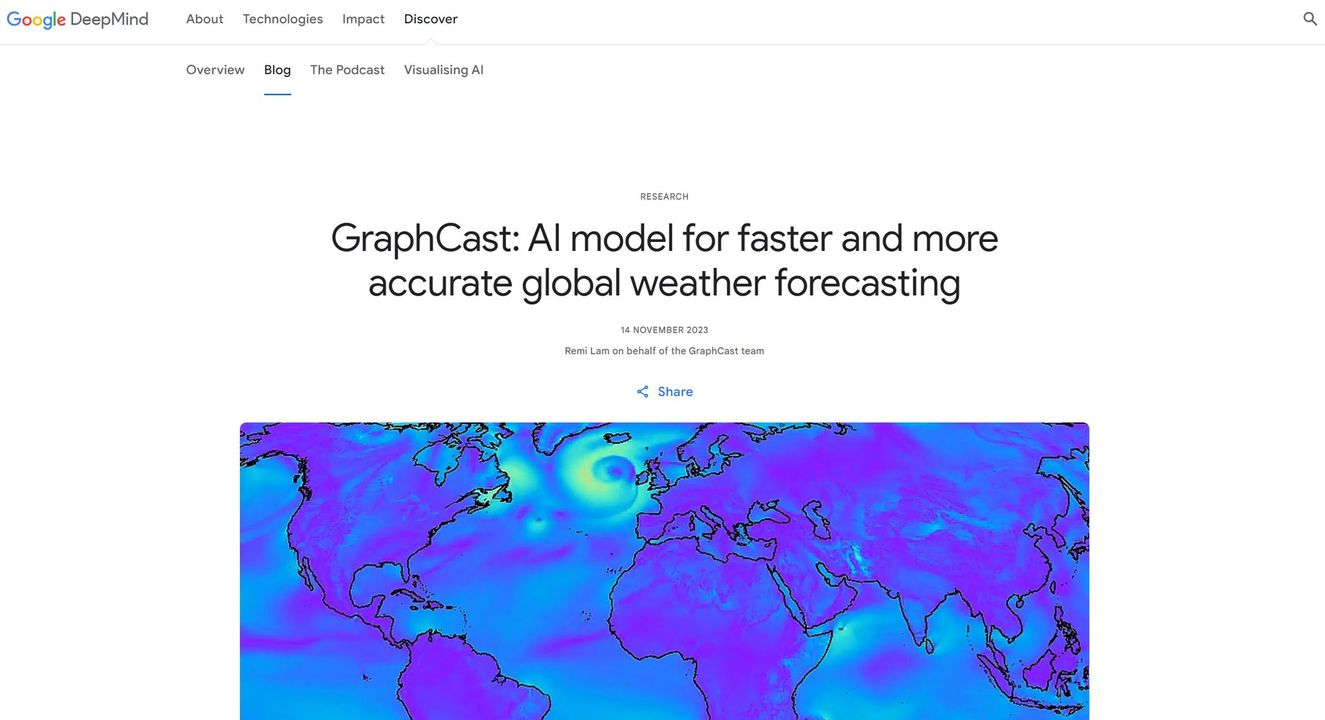 Google DeepMind About Technologies Impact Discover
Overview Blog The Podcast Visualising AI
RESEARCH
GraphCast: AI model for faster and more
accurate global weather forecasting
14 NOVEMBER 2023
Remi Lam on behalf of the GraphCast team
Share